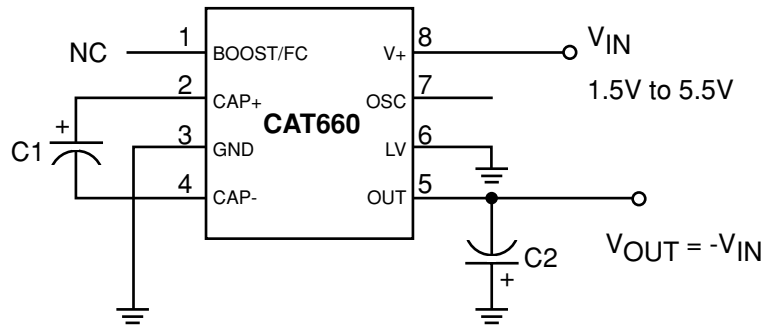 NC
1
BOOST/FC
V+
8
VIN
2
CAP+
OSC
7
1.5V to 5.5V
+
C1
CAT660
3
GND
LV
6
4
CAP-
OUT
5
C2
+
VOUT = -VIN